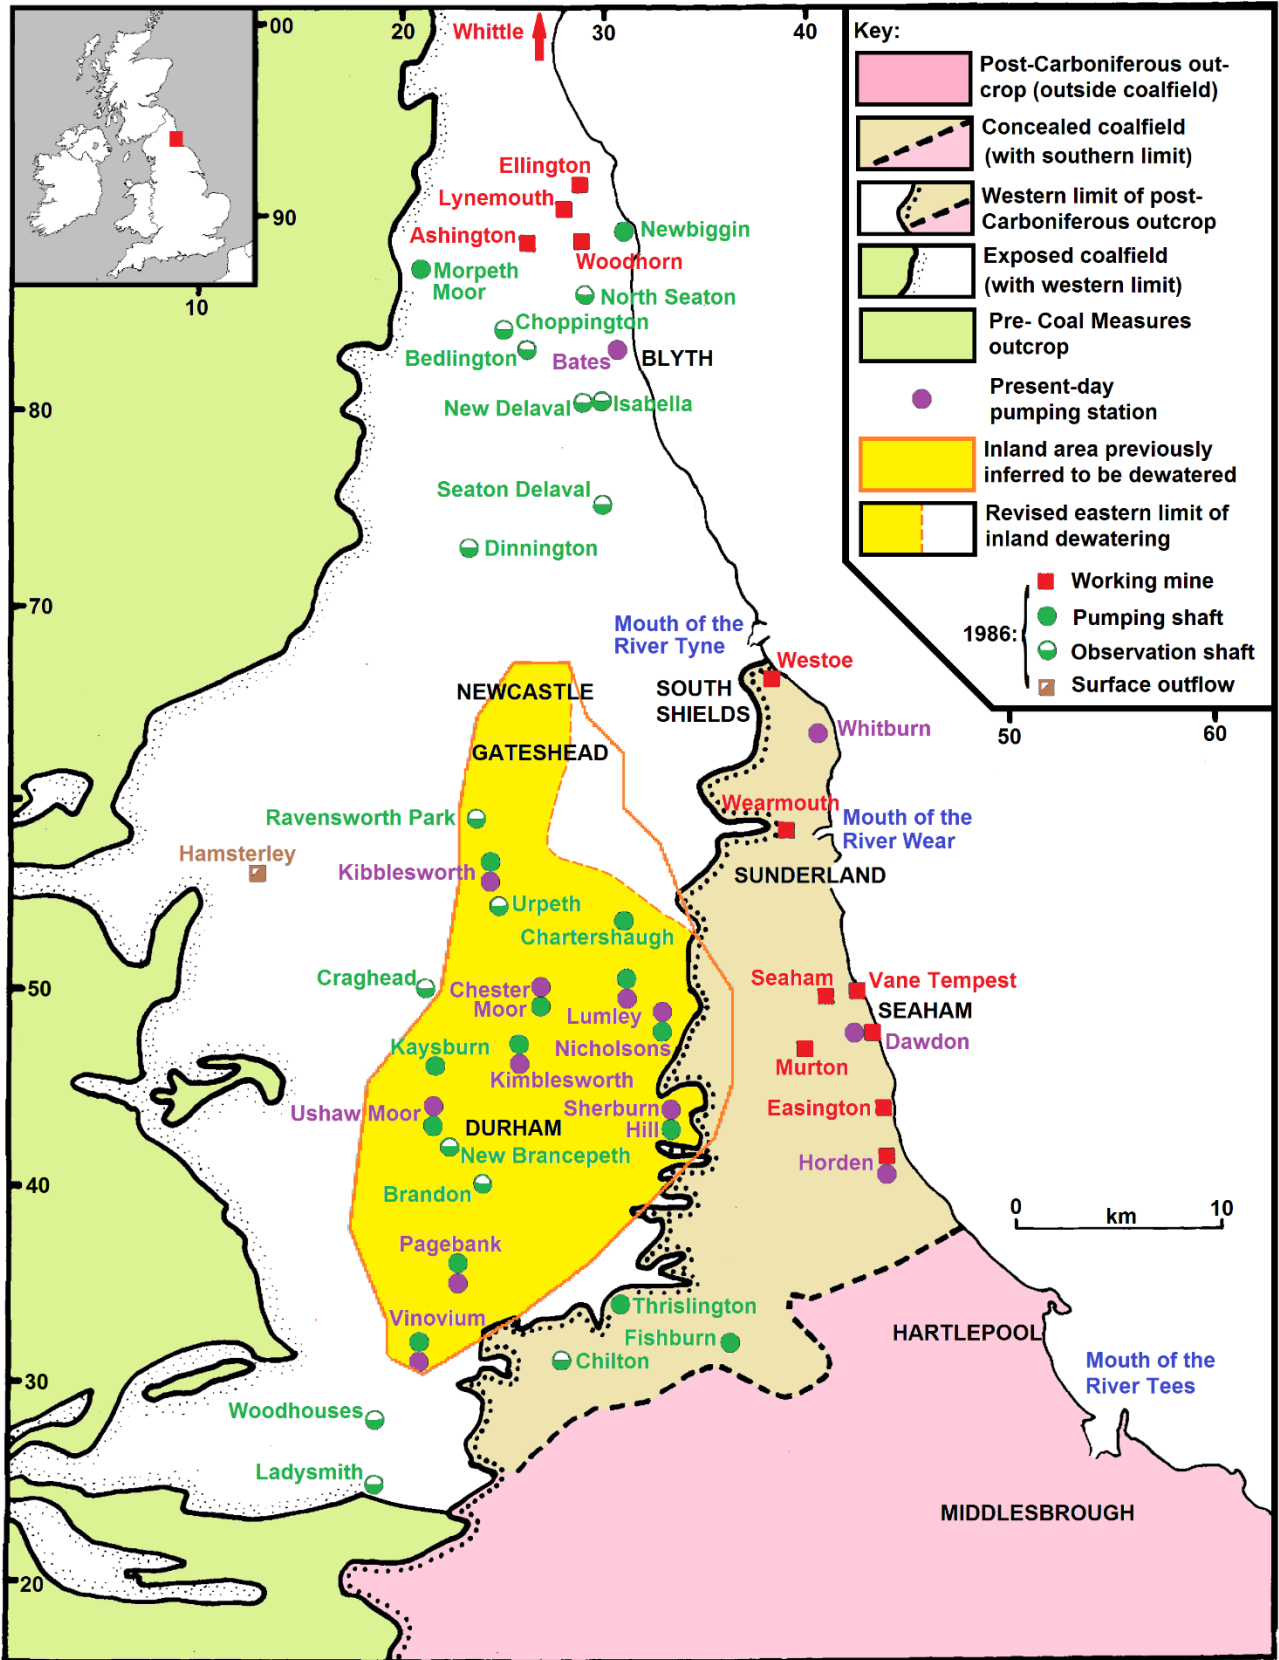 00
20
Whittle
30
40
90
10
80
70
50
40
30
20
Ellington
Lynemouth
Ashington
Newbiggin
Woodhorn
Morpeth
Moor
North Seaton
Choppington
Bedlington
Bates
BLYTH
New Delaval
Isabella
Seaton Delaval
Dinnington
Mouth of the
River Tyne
Westoe
NEWCASTLE
SOUTH
SHIELDS
Whitburn
GATESHEAD
Wearmouth
Ravensworth Park
Mouth of the
River Wear
Hamsterley
Kibblesworth
SUNDERLAND
Urpeth
Chartershaugh
Craghead
Chester
Moor
Lumley
Seaham
Vane Tempest
SEAHAM
Dawdon
Kaysburn
Nicholsons
Murton
Kimblesworth
Ushaw Moor
Sherburn
Hill
Easington
DURHAM
New Brancepeth
Horden
Brandon
0
10
km
Pagebank
Vinovium
Thrislington
Fishburn
HARTLEPOOL
Chilton
Mouth of the
River Tees
Woodhouses
Ladysmith
MIDDLESBROUGH
Key:
Post-Carboniferous out-
crop (outside coalfield)
Concealed coalfield
(with southern limit)
Western limit of post-
Carboniferous outcrop
Exposed coalfield
(with western limit)
Pre- Coal Measures
outcrop
Present-day
pumping station
Inland area previously
inferred to be dewatered
Revised eastern limit of
inland dewatering
1986:
Working mine
Pumping shaft
Observation shaft
Surface outflow
50
60